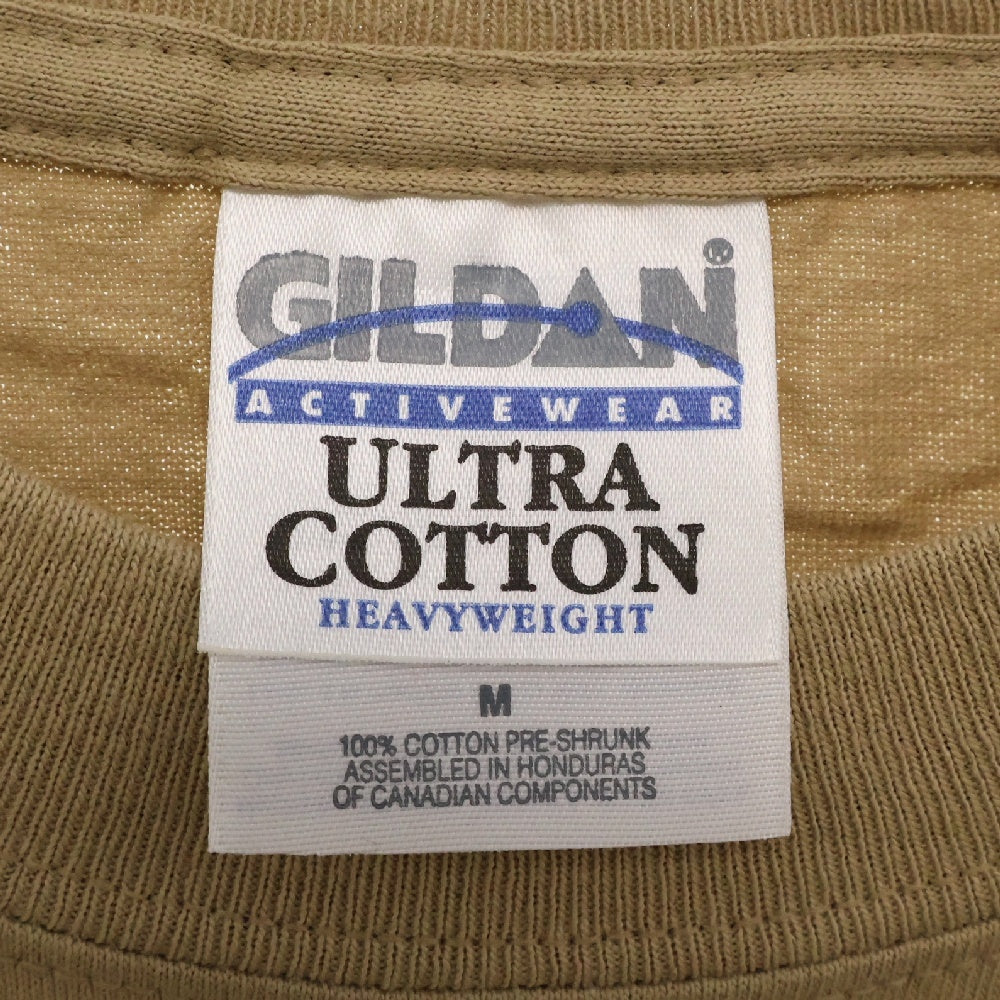 GILDAN®
ACTIVEWEAR
ULTRA
COTTON
HEAVYWEIGHT
M
100% COTTON PRE-SHRUNK
ASSEMBLED IN HONDURAS
OF CANADIAN COMPONENTS